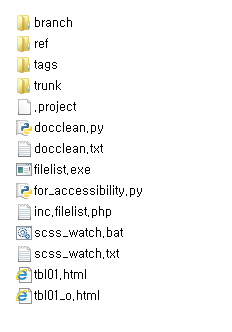 branch
ref
tags
trunk
.project
docclean.py
docclean.txt
filelist.exe
for_accessibility.py
inc.filelist.php
scss_watch.bat
scss_watch.txt
tbl01.html
tbl01_o.html